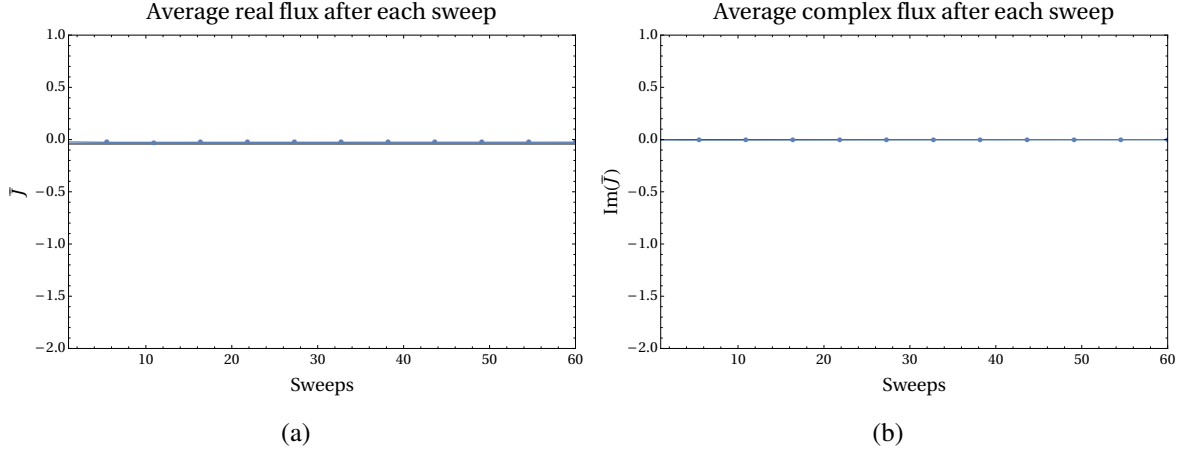 Average real flux after each sweep
1.0
0.5
0.0
−0.5
−1.0
−1.5
−2.0
J̅
10 20 30 40 50 60
Sweeps
(a)
Average complex flux after each sweep
1.0
0.5
0.0
−0.5
−1.0
−1.5
−2.0
Im(J̅)
10 20 30 40 50 60
Sweeps
(b)